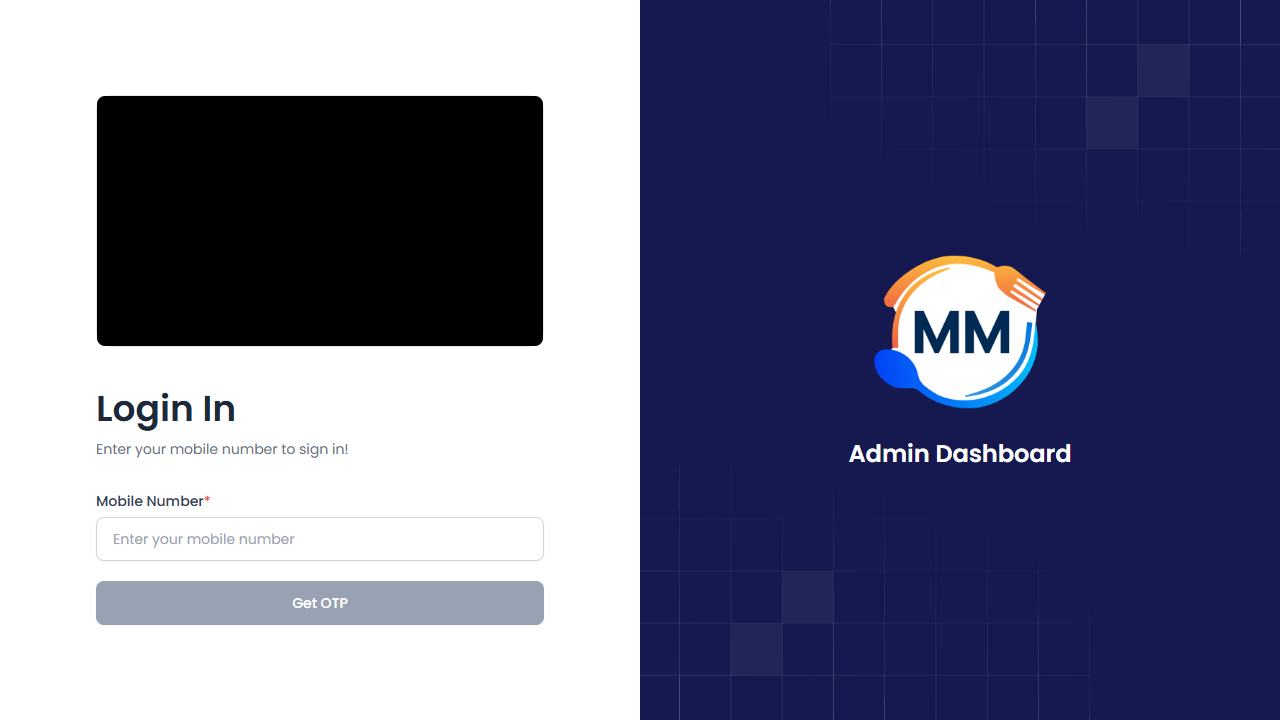 Login In
Enter your mobile number to sign in!
Mobile Number*
Enter your mobile number
Get OTP
MM
Admin Dashboard